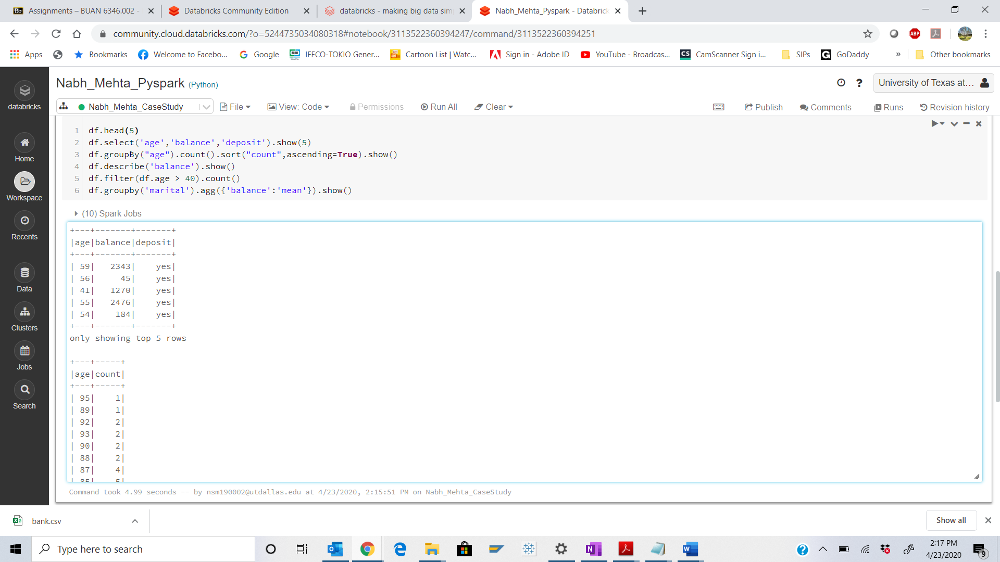 Assignments – BUAN 6346.002 -
Databricks Community Edition
databricks - making big data sim
Nabh_Mehta_Pyspark - Databrick
community.cloud.databricks.com/?o=5244735034080318#notebook/3113522360394247/command/3113522360394251
ABP
Apps
Bookmarks
Welcome to Facebo...
Google
IFFCO-TOKIO Gener...
Cartoon List | Watc...
Sign in - Adobe ID
YouTube - Broadcas...
CS
CamScanner Sign i...
SIPs
GoDaddy
»
Other bookmarks
databricks
Home
Workspace
Recents
Data
Clusters
Jobs
Search
Nabh_Mehta_Pyspark (Python)
?
University of Texas at...
Nabh_Mehta_CaseStudy
File
View: Code
Permissions
Run All
Clear
Publish
Comments
Runs
Revision history
1 df.head(5)
2 df.select('age','balance','deposit').show(5)
3 df.groupBy("age").count().sort("count",ascending=True).show()
4 df.describe('balance').show()
5 df.filter(df.age > 40).count()
6 df.groupby('marital').agg({'balance':'mean'}).show()
(10) Spark Jobs
+---+-------+-------+
|age|balance|deposit|
+---+-------+-------+
| 59|   2343|    yes|
| 56|     45|    yes|
| 41|   1270|    yes|
| 55|   2476|    yes|
| 54|    184|    yes|
+---+-------+-------+
only showing top 5 rows
+---+-----+
|age|count|
+---+-----+
| 95|    1|
| 89|    1|
| 92|    2|
| 93|    2|
| 90|    2|
| 88|    2|
| 87|    4|
| 85|    5|
Command took 4.99 seconds -- by nsm190002@utdallas.edu at 4/23/2020, 2:15:51 PM on Nabh_Mehta_CaseStudy
bank.csv
Show all
Type here to search
2:17 PM
4/23/2020
9